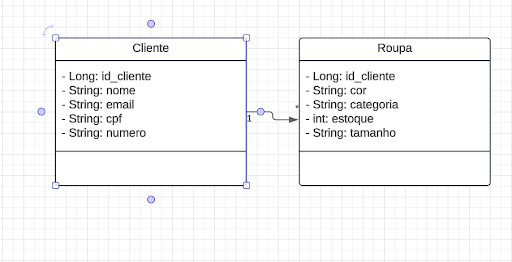 Cliente
- Long: id_cliente
- String: nome
- String: email
- String: cpf
- String: numero
1
*
Roupa
- Long: id_cliente
- String: cor
- String: categoria
- int: estoque
- String: tamanho